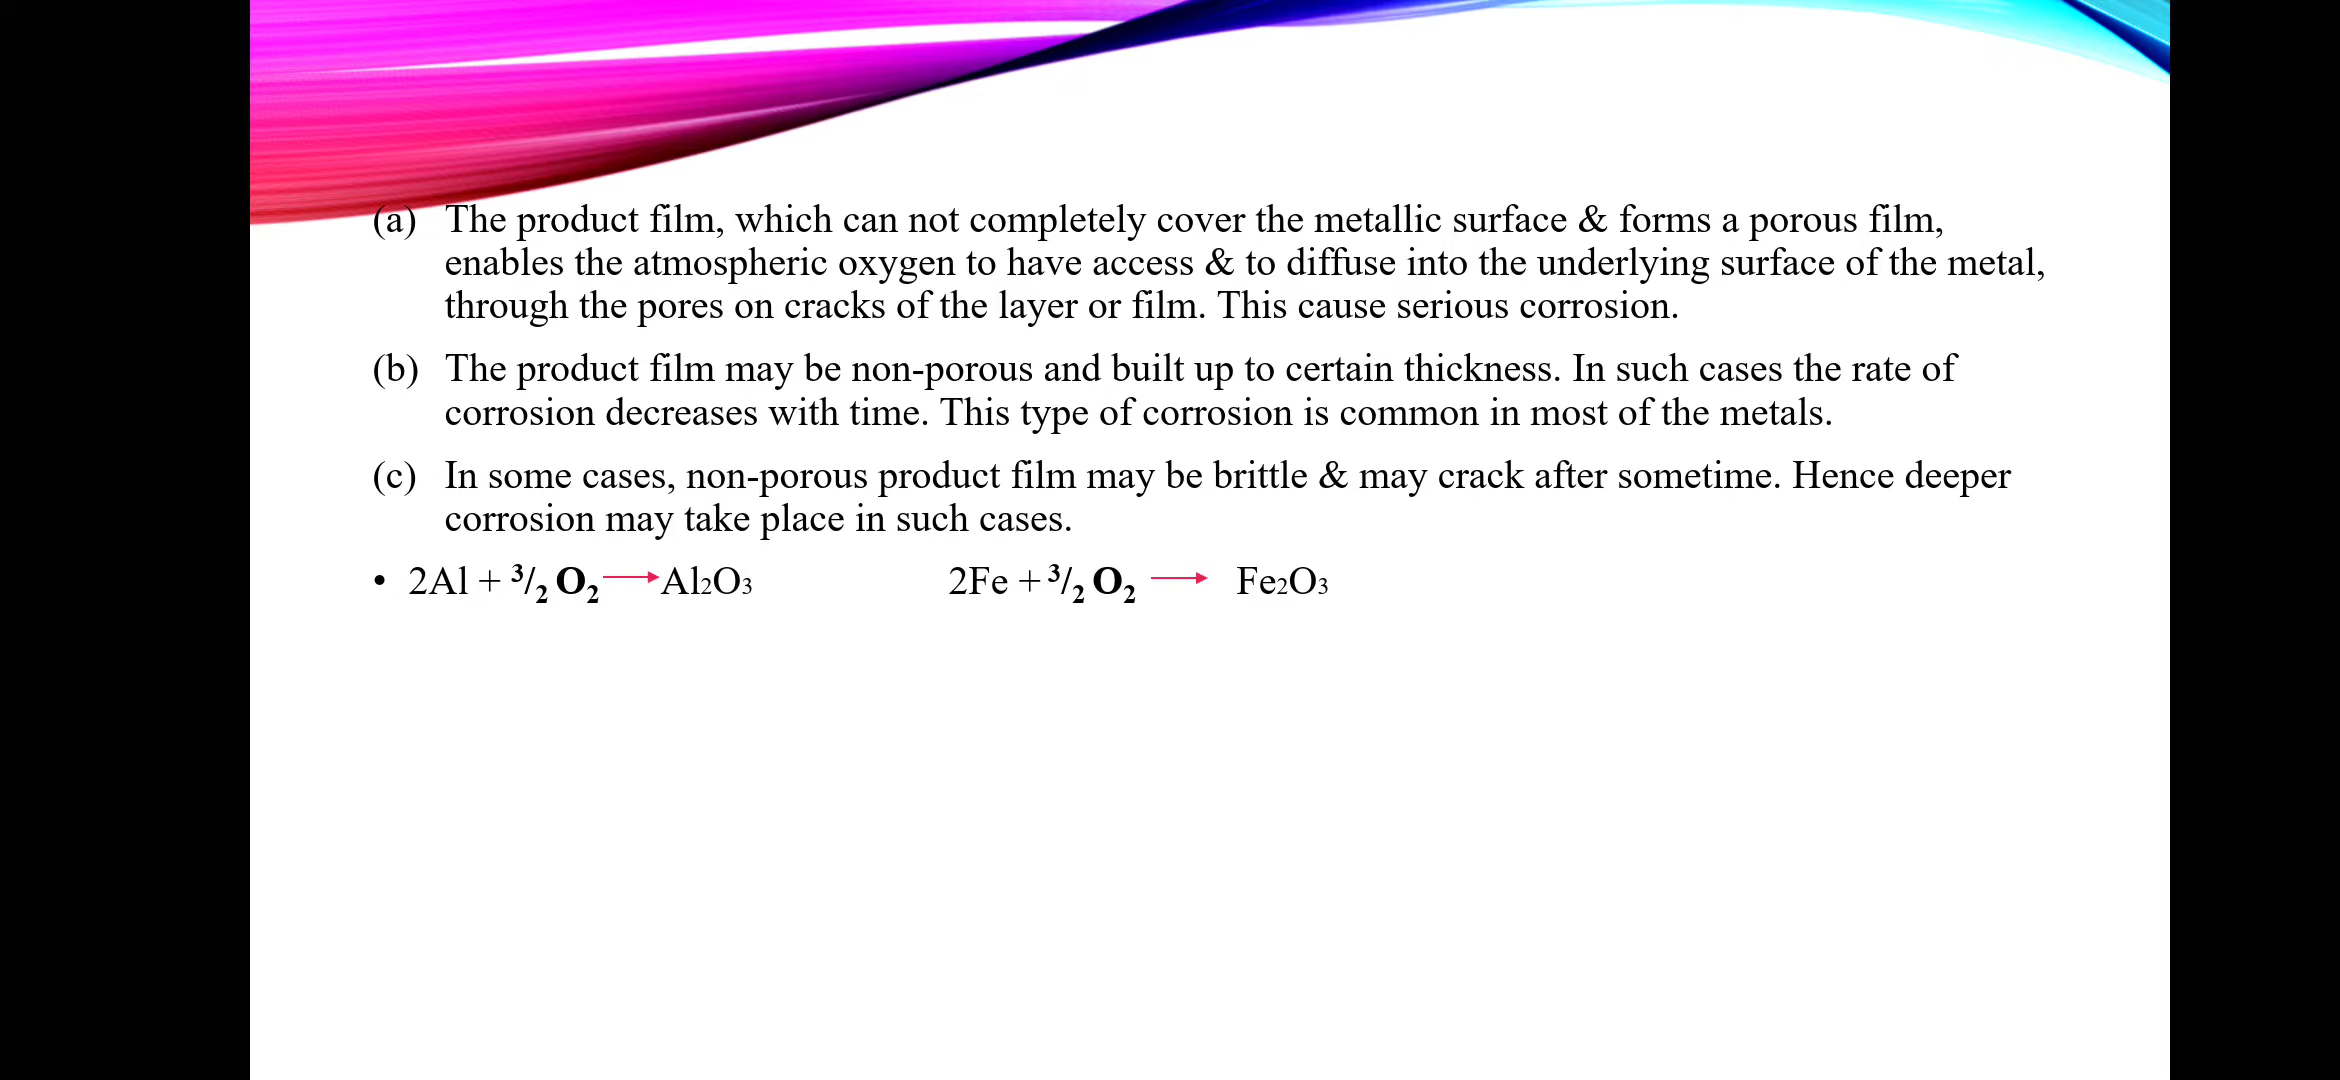 (a) The product film, which can not completely cover the metallic surface & forms a porous film,
enables the atmospheric oxygen to have access & to diffuse into the underlying surface of the metal,
through the pores on cracks of the layer or film. This cause serious corrosion.
(b) The product film may be non-porous and built up to certain thickness. In such cases the rate of
corrosion decreases with time. This type of corrosion is common in most of the metals.
(c) In some cases, non-porous product film may be brittle & may crack after sometime. Hence deeper
corrosion may take place in such cases.
• 2Al + ³/₂ O₂ → Al₂O₃ 2Fe + ³/₂ O₂ → Fe₂O₃